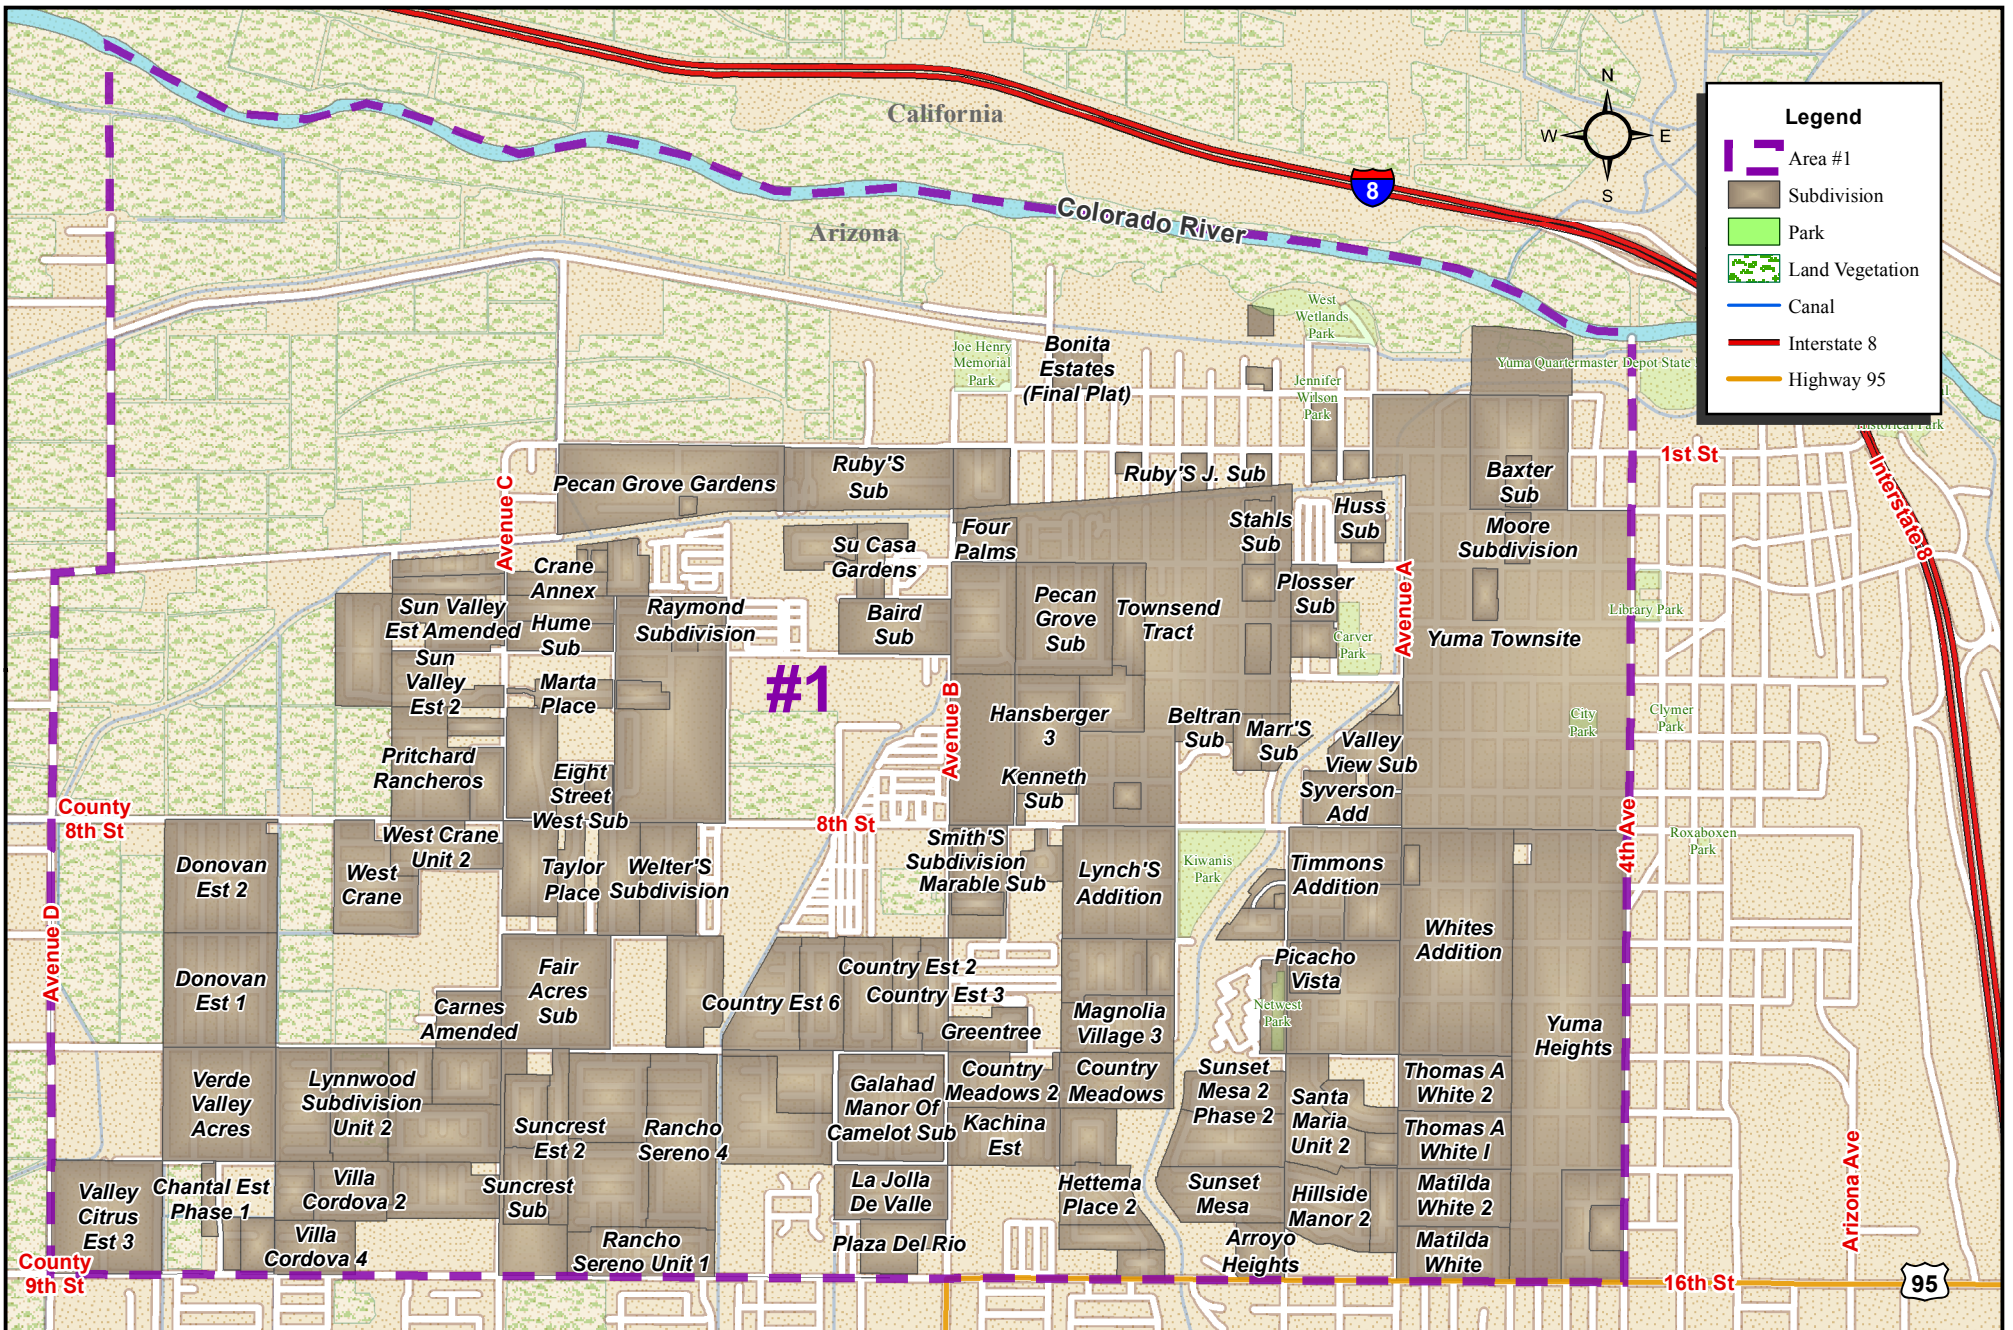 California
Arizona
Colorado River
8
N
W
E
S
Legend
Area #1
Subdivision
Park
Land Vegetation
Canal
Interstate 8
Highway 95
West
Wetlands
Park
Joe Henry
Memorial
Park
Bonita
Estates
(Final Plat)
Jennifer
Wilson
Park
Yuma Quartermaster Depot State
Historical Park
1st St
Interstate 8
Avenue C
Pecan Grove Gardens
Ruby'S
Sub
Ruby'S J. Sub
Baxter
Sub
Stahls
Sub
Huss
Sub
Moore
Subdivision
Four
Palms
Su Casa
Gardens
Crane
Annex
Sun Valley
Est Amended
Hume
Sub
Raymond
Subdivision
Baird
Sub
Pecan
Grove
Sub
Townsend
Tract
Plosser
Sub
Carver
Park
Avenue A
Yuma Townsite
Library Park
Sun
Valley
Est 2
Marta
Place
#1
Avenue B
Hansberger
3
Beltran
Sub
Marr'S
Sub
Valley
View Sub
City
Park
Clymer
Park
Pritchard
Rancheros
Eight
Street
West Sub
Kenneth
Sub
Syverson
Add
4th Ave
County
8th St
8th St
Donovan
Est 2
West
Crane
West Crane
Unit 2
Taylor
Place
Welter'S
Subdivision
Smith'S
Subdivision
Marable Sub
Lynch'S
Addition
Kiwanis
Park
Timmons
Addition
Roxaboxen
Park
Whites
Addition
Avenue D
Donovan
Est 1
Carnes
Amended
Fair
Acres
Sub
Country Est 6
Country Est 2
Country Est 3
Greentree
Magnolia
Village 3
Picacho
Vista
Netwest
Park
Yuma
Heights
Verde
Valley
Acres
Lynnwood
Subdivision
Unit 2
Suncrest
Est 2
Rancho
Sereno 4
Galahad
Manor Of
Camelot Sub
Country
Meadows 2
Country
Meadows
Kachina
Est
Sunset
Mesa 2
Phase 2
Santa
Maria
Unit 2
Thomas A
White 2
Thomas A
White I
Arizona Ave
Valley
Citrus
Est 3
Chantal Est
Phase 1
Villa
Cordova 2
Villa
Cordova 4
Suncrest
Sub
Rancho
Sereno Unit 1
La Jolla
De Valle
Plaza Del Rio
Hettema
Place 2
Sunset
Mesa
Arroyo
Heights
Hillside
Manor 2
Matilda
White 2
Matilda
White
County
9th St
16th St
95